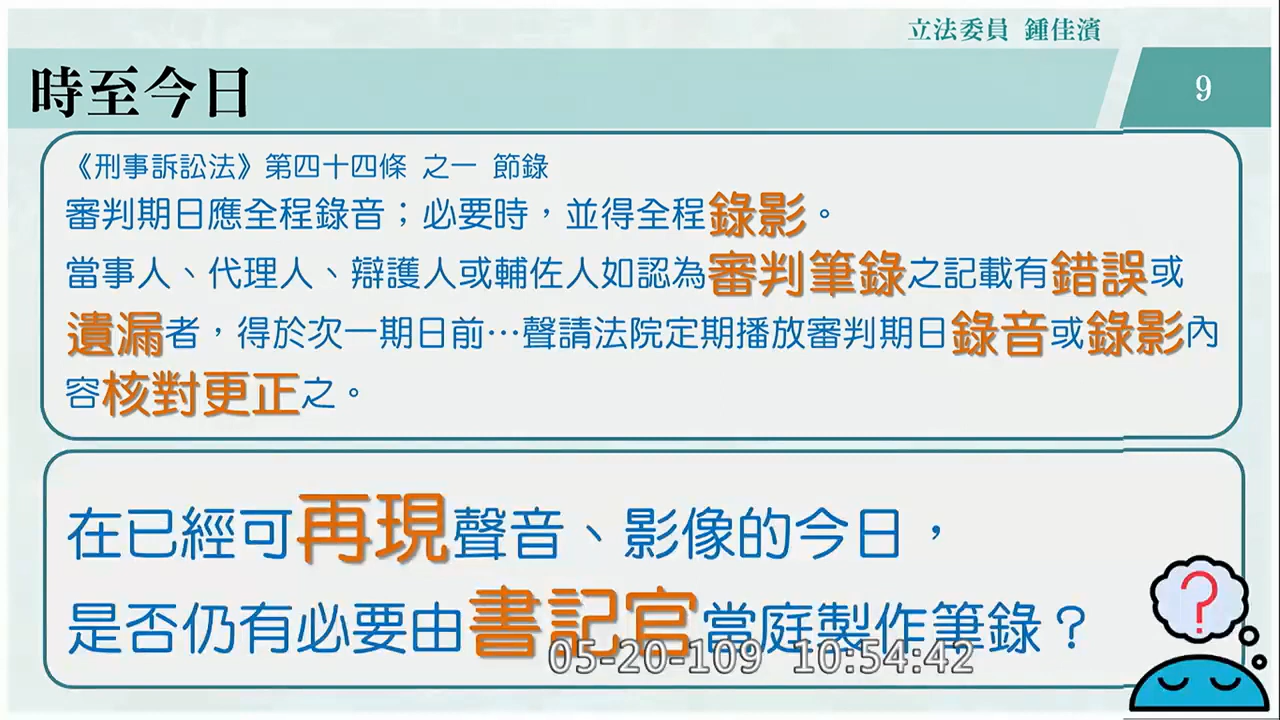 立法委員 鍾佳濱
時至今日
9
《刑事訴訟法》第四十四條 之一 節錄
審判期日應全程錄音；必要時，並得全程錄影。
當事人、代理人、辯護人或輔佐人如認為審判筆錄之記載有錯誤或
遺漏者，得於次一期日前…聲請法院定期播放審判期日錄音或錄影內
容核對更正之。
在已經可再現聲音、影像的今日，
是否仍有必要由書記官當庭製作筆錄？
05-20-109 10:54:42
?